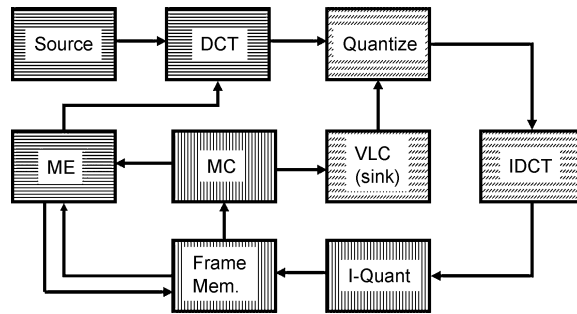 Source
DCT
Quantize
ME
MC
VLC
(sink)
IDCT
Frame
Mem.
I-Quant